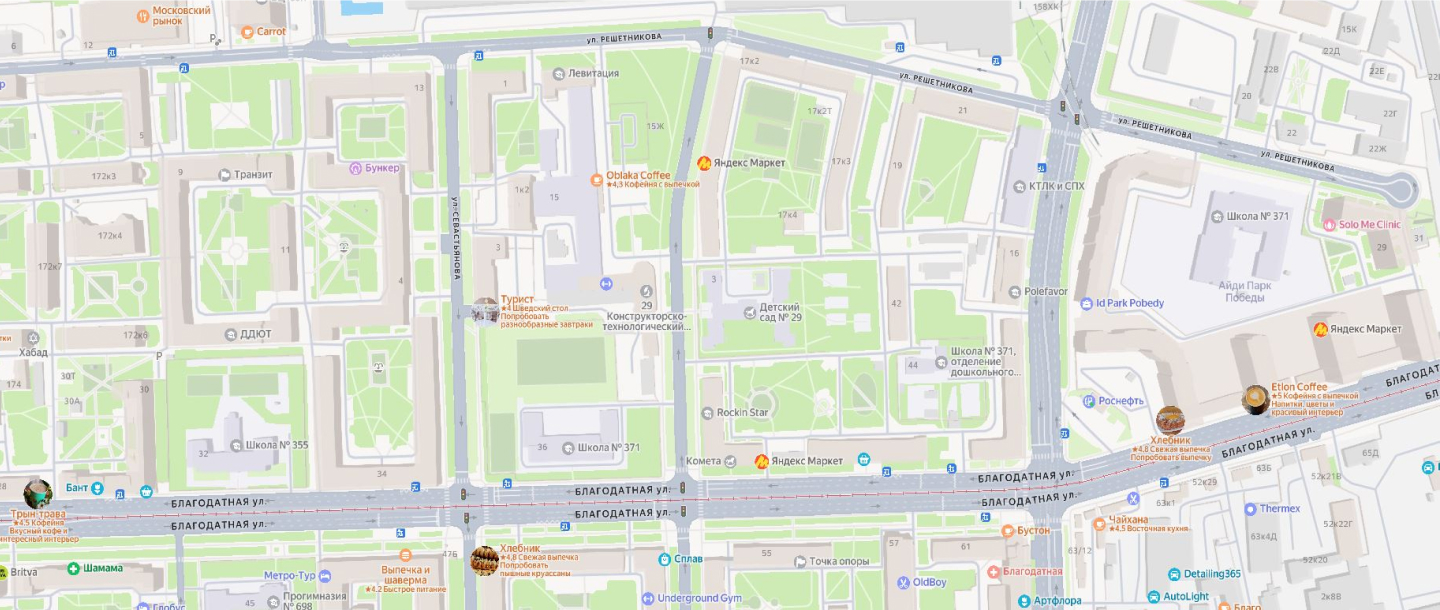 Московский
рынок
Carrot
ул. РЕШЕТНИКОВА
Левитация
17к2
158ХК
15К
22Д
22В
22Е
6
12
13
1
ул. РЕШЕТНИКОВА
21
20
22Г
17к2Т
15Ж
ул. РЕШЕТНИКОВА
22
22Ж
5
9
Транзит
Бункер
Яндекс Маркет
17к3
19
ул. РЕШЕТНИКОВА
172к3
1к2
15
Oblaka Coffee
★4,3 Кофейня с выпечкой
КТЛК и СПХ
17к4
Школа № 371
Solo Me Clinic
172к4
11
ул. СЕВАСТЬЯНОВА
3
29
31
172к7
4
16
3
29
Конструкторско-
технологический...
Детский
сад № 29
42
Polefavor
Айди Парк
Победы
Id Park Pobedy
Турист
★4 Шведский стол
Попробовать
разнообразные завтраки
172к6
ДДЮТ
Хабад
Р
Яндекс Маркет
Школа № 371,
отделение
дошкольного...
44
174
30Т
30А
30
Роснефть
Etlon Coffee
★5 Кофейня с выпечкой
Напитки, цветы и
красивый интерьер
БЛАГОДАТ
БЛ
Rockin Star
32
Школа № 355
36
Школа № 371
Хлебник
★4,8 Свежая выпечка
Попробовать выпечку
БЛАГОДАТНАЯ ул.
Комета
Яндекс Маркет
34
63Б
65Д
52к29
52к21В
Бант
БЛАГОДАТНАЯ ул.
БЛАГОДАТНАЯ ул.
БЛАГОДАТНАЯ ул.
63к1
Thermex
Трын-трава
★4,5 Кофейня
Вкусный кофе и
интересный интерьер
БЛАГОДАТНАЯ ул.
БЛАГОДАТНАЯ ул.
БЛАГОДАТНАЯ ул.
Бустон
Чайхана
★4,5 Восточная кухня
52к22Г
63к4Д
47б
Хлебник
★4,8 Свежая выпечка
Попробовать
пышные круассаны
Сплав
55
Точка опоры
57
61
63/12
52к20
Britva
Шамама
Выпечка и
шаверма
★4.2 Быстрое питание
Метро-Тур
OldBoy
Благодатная
Detailing365
Глобус
45
Прогимназия
№ 698
Underground Gym
Артфлора
AutoLight
2к8В
Благо